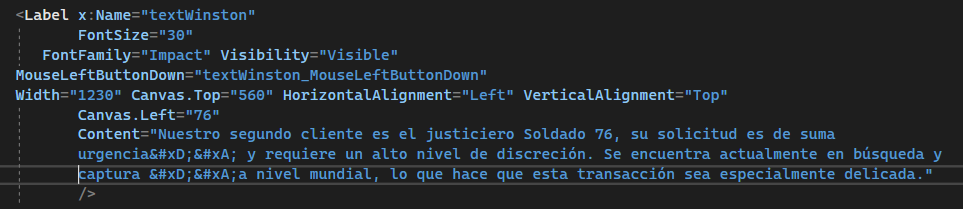 <Label x:Name="textWinston"
FontSize="30"
FontFamily="Impact" Visibility="Visible"
MouseLeftButtonDown="textWinston_MouseLeftButtonDown"
Width="1230" Canvas.Top="560" HorizontalAlignment="Left" VerticalAlignment="Top"
Canvas.Left="76"
Content="Nuestro segundo cliente es el justiciero Soldado 76, su solicitud es de suma
urgencia&#xD;&#xA; y requiere un alto nivel de discreción. Se encuentra actualmente en búsqueda y
captura &#xD;&#xA;a nivel mundial, lo que hace que esta transacción sea especialmente delicada."
/>